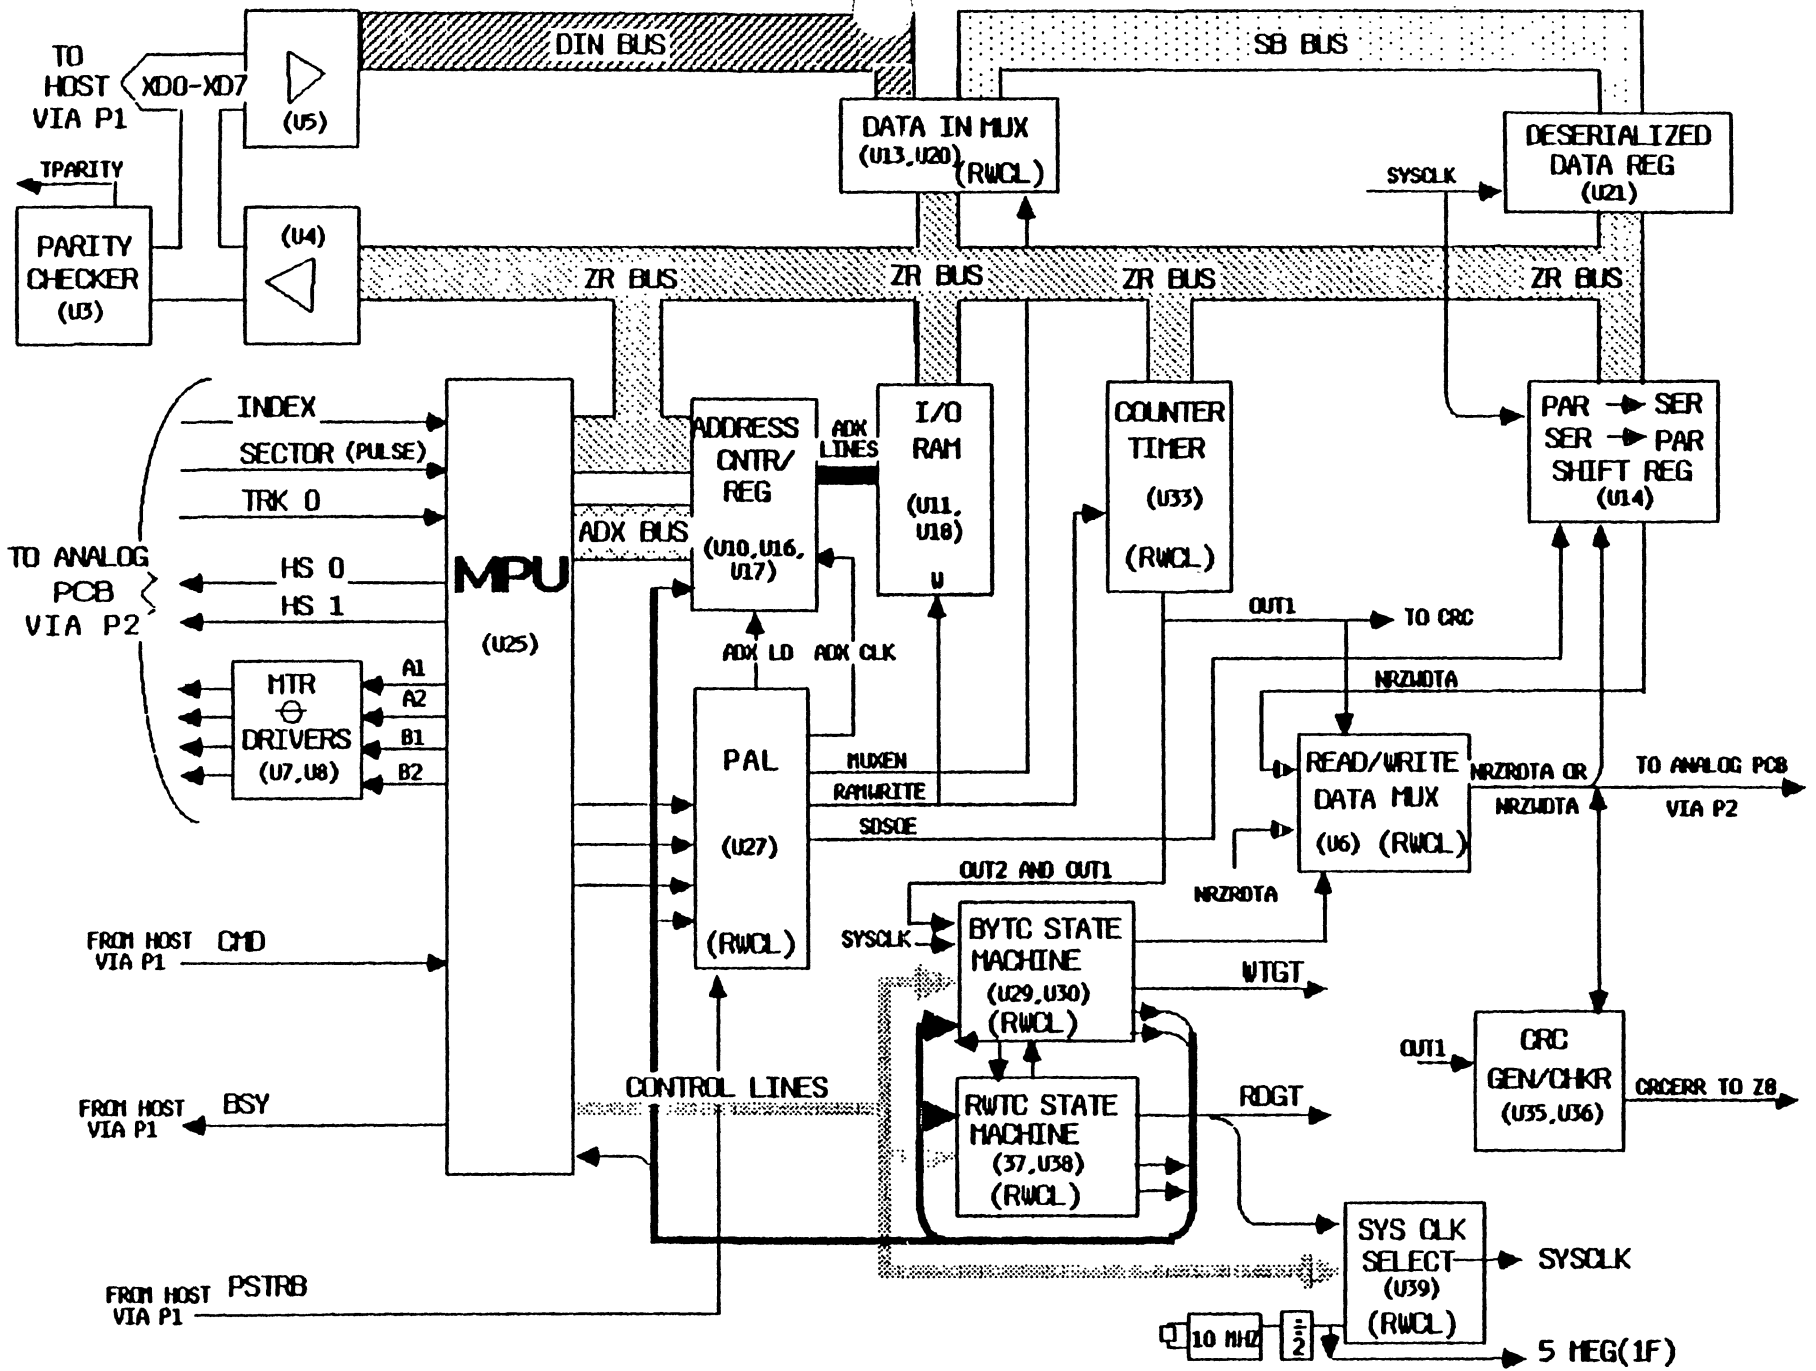 DIN BUS
SB BUS
TO
HOST
VIA P1
XD0-XD7
(U5)
DATA IN MUX
(U13,U20)
(RWCL)
DESERIALIZED
DATA REG
(U21)
TPARITY
SYSCLK
PARITY
CHECKER
(U3)
(U4)
ZR BUS
ZR BUS
ZR BUS
ZR BUS
INDEX
SECTOR (PULSE)
TRK 0
HS 0
HS 1
TO ANALOG
PCB
VIA P2
MPU
(U25)
ADX BUS
ADDRESS
CNTR/
REG
(U10,U16,
U17)
ADX
LINES
I/O
RAM
(U11,
U18)
W
COUNTER
TIMER
(U33)
(RWCL)
PAR
SER
SER
PAR
SHIFT REG
(U14)
OUT1
TO CRC
ADX LD
ADX CLK
NRZWDTA
MTR
Φ
DRIVERS
(U7,U8)
A1
A2
B1
B2
PAL
(U27)
(RWCL)
MUXEN
RAMWRITE
SDSOE
READ/WRITE
DATA MUX
(U6) (RWCL)
NRZRDTA OR
NRZWDTA
TO ANALOG PCB
VIA P2
NRZRDTA
OUT2 AND OUT1
SYSCLK
BYTC STATE
MACHINE
(U29,U30)
(RWCL)
WTGT
FROM HOST
VIA P1
CMD
CONTROL LINES
FROM HOST
VIA P1
BSY
RWTC STATE
MACHINE
(37,U38)
(RWCL)
RDGT
OUT1
CRC
GEN/CHKR
(U35,U36)
CRCERR TO Z8
FROM HOST
VIA P1
PSTRB
SYS CLK
SELECT
(U39)
(RWCL)
SYSCLK
10 MHZ
÷
2
5 MEG(1F)